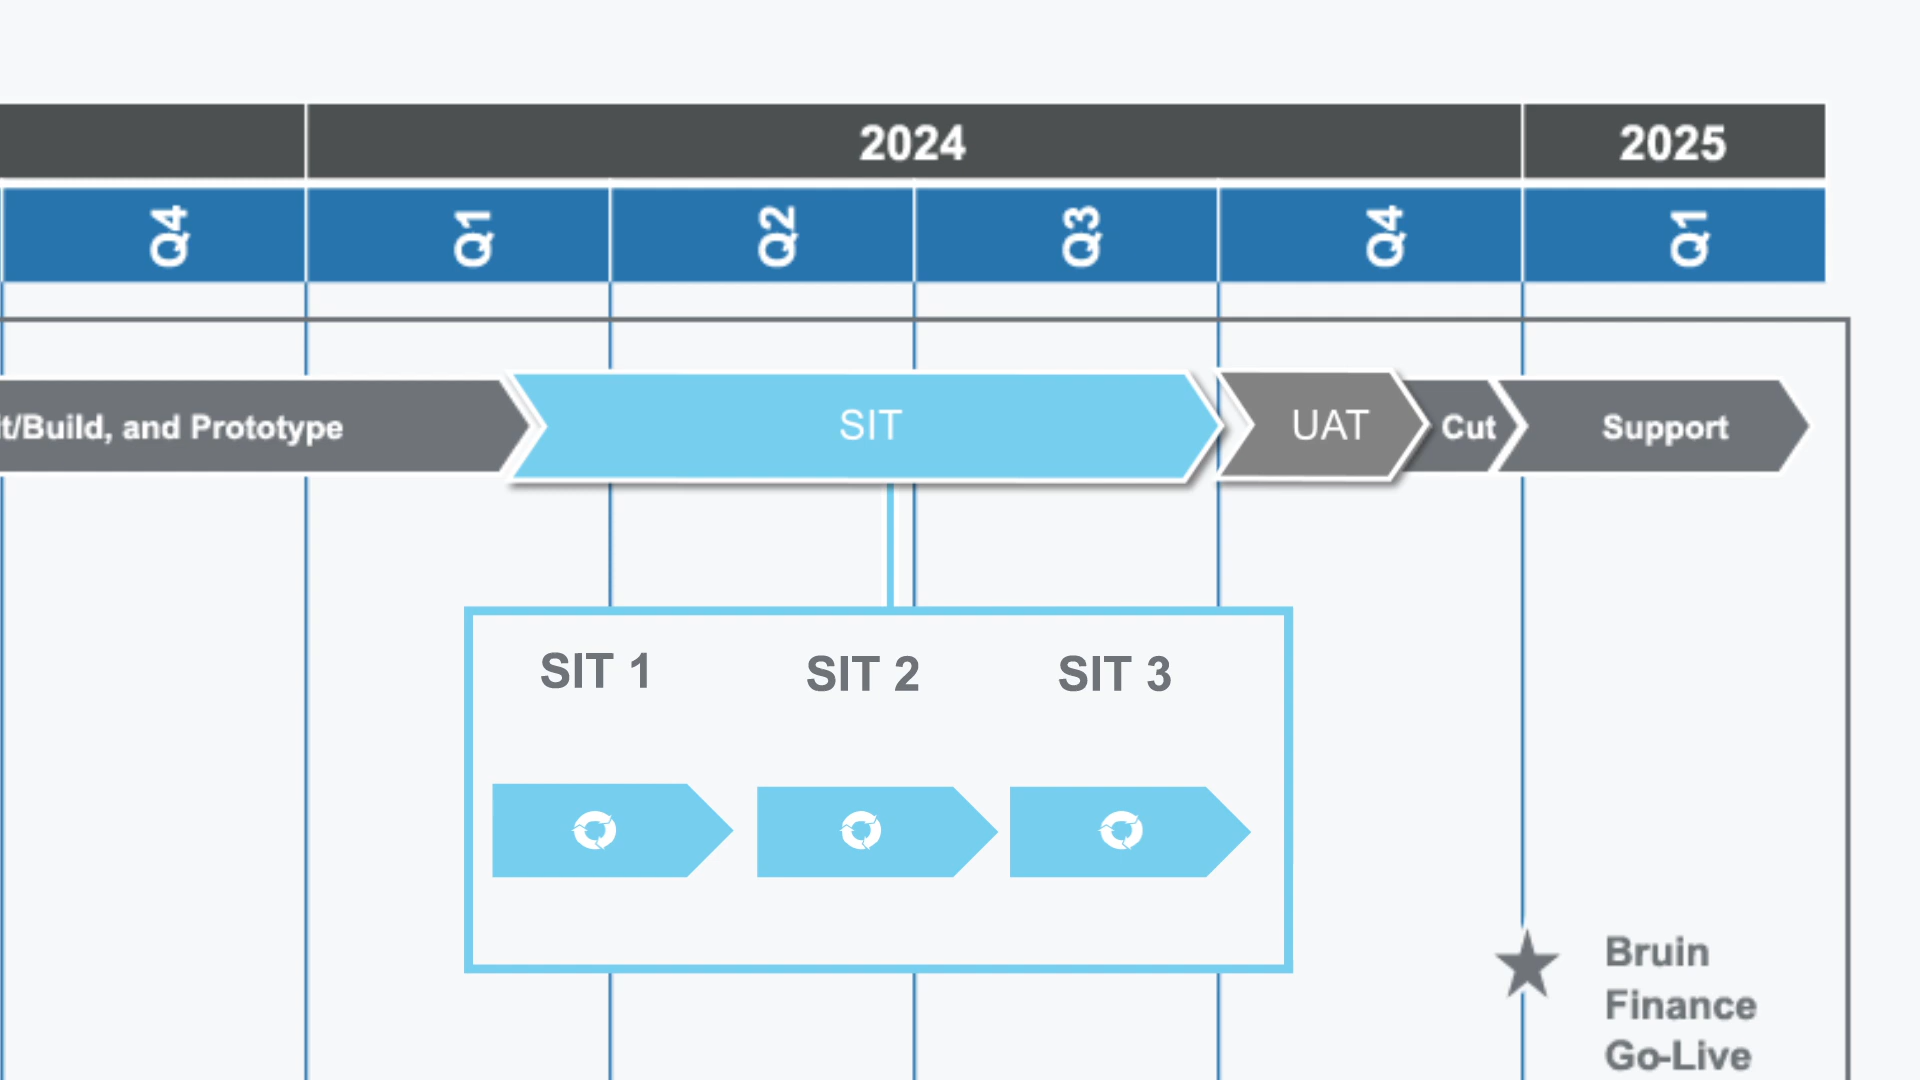 2024 2025
Q4 Q1 Q2 Q3 Q4 Q1
t/Build, and Prototype SIT UAT Cut Support
SIT 1 SIT 2 SIT 3
Bruin
Finance
Go-Live